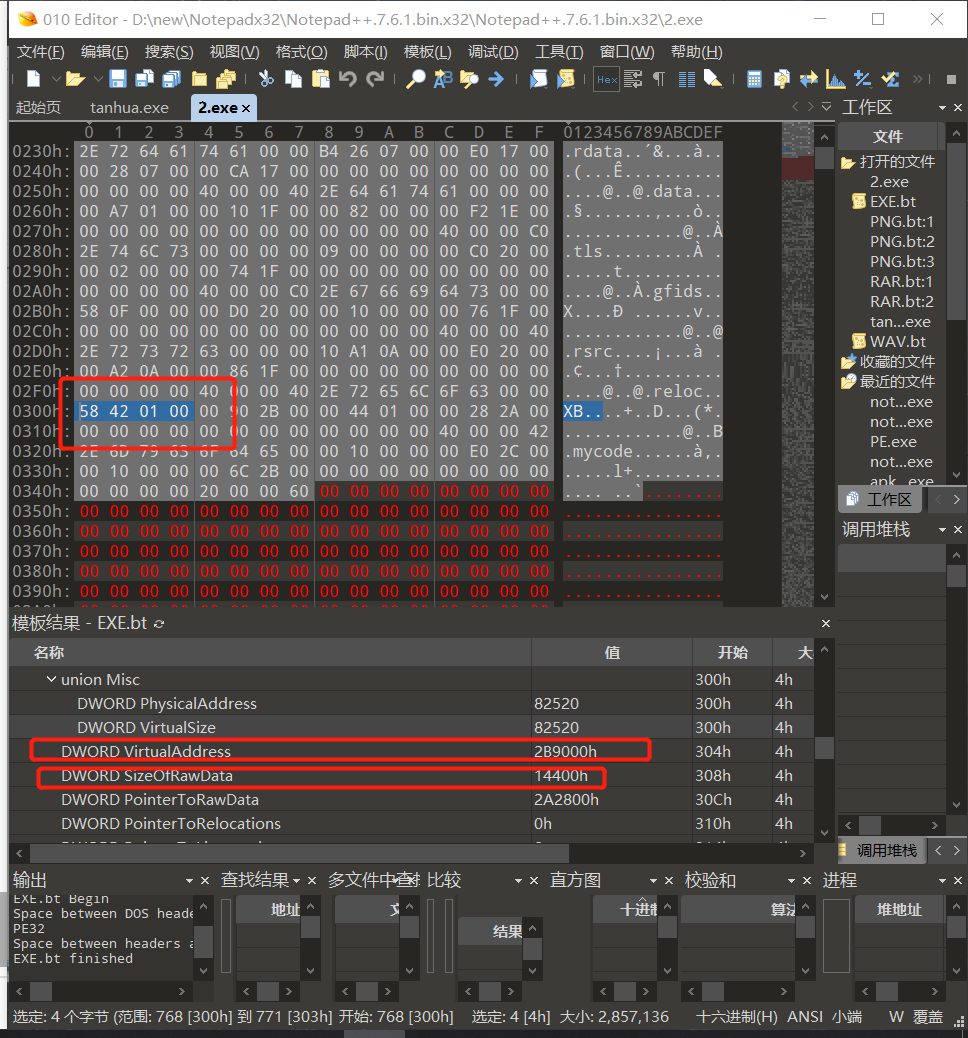 010 Editor - D:\new\Notepadx32\Notepad++.7.6.1.bin.x32\Notepad++.7.6.1.bin.x32\2.exe
文件(F) 编辑(E) 搜索(S) 视图(V) 格式(O) 脚本(I) 模板(L) 调试(D) 工具(T) 窗口(W) 帮助(H)
起始页 tanhua.exe 2.exe ×
0 1 2 3 4 5 6 7 8 9 A B C D E F 0123456789ABCDEF
0230h: 2E 72 64 61 74 61 00 00 B4 26 07 00 00 E0 17 00 .rdata..´&...à..
0240h: 00 28 07 00 00 CA 17 00 00 00 00 00 00 00 00 00 .(...Ê..........
0250h: 00 00 00 00 40 00 00 40 2E 64 61 74 61 00 00 00 ....@..@.data...
0260h: 00 A7 01 00 00 10 1F 00 00 82 00 00 00 F2 1E 00 .§.......‚...ò..
0270h: 00 00 00 00 00 00 00 00 00 00 00 00 40 00 00 C0 ............@..À
0280h: 2E 74 6C 73 00 00 00 00 09 00 00 00 00 C0 20 00 .tls.........À .
0290h: 00 02 00 00 00 74 1F 00 00 00 00 00 00 00 00 00 .....t..........
02A0h: 00 00 00 00 40 00 00 C0 2E 67 66 69 64 73 00 00 ....@..À.gfids..
02B0h: 58 0F 00 00 00 D0 20 00 00 10 00 00 00 76 1F 00 X....Ð ......v..
02C0h: 00 00 00 00 00 00 00 00 00 00 00 00 40 00 00 40 ............@..@
02D0h: 2E 72 73 72 63 00 00 00 10 A1 0A 00 00 E0 20 00 .rsrc....¡...à .
02E0h: 00 A2 0A 00 00 86 1F 00 00 00 00 00 00 00 00 00 .¢...†..........
02F0h: 00 00 00 00 40 00 00 40 2E 72 65 6C 6F 63 00 00 ....@..@.reloc..
0300h: 58 42 01 00 00 90 2B 00 00 44 01 00 00 28 2A 00 XB....+..D...(*.
0310h: 00 00 00 00 00 00 00 00 00 00 00 00 40 00 00 42 ............@..B
0320h: 2E 6D 79 63 6F 64 65 00 00 10 00 00 00 E0 2C 00 .mycode......à,.
0330h: 00 10 00 00 00 6C 2B 00 00 00 00 00 00 00 00 00 .....l+.........
0340h: 00 00 00 00 20 00 00 60 00 00 00 00 00 00 00 00 .... ..`........
0350h: 00 00 00 00 00 00 00 00 00 00 00 00 00 00 00 00 ................
0360h: 00 00 00 00 00 00 00 00 00 00 00 00 00 00 00 00 ................
0370h: 00 00 00 00 00 00 00 00 00 00 00 00 00 00 00 00 ................
0380h: 00 00 00 00 00 00 00 00 00 00 00 00 00 00 00 00 ................
0390h: 00 00 00 00 00 00 00 00 00 00 00 00 00 00 00 00 ................
工作区
文件
打开的文件
2.exe
EXE.bt
PNG.bt:1
PNG.bt:2
PNG.bt:3
RAR.bt:1
RAR.bt:2
tan...exe
WAV.bt
收藏的文件
最近的文件
not...exe
not...exe
PE.exe
not...exe
apk...exe
工作区
调用堆栈
调用堆栈
模板结果 - EXE.bt
名称 值 开始
union Misc 300h 4h
DWORD PhysicalAddress 82520 300h 4h
DWORD VirtualSize 82520 300h 4h
DWORD VirtualAddress 2B9000h 304h 4h
DWORD SizeOfRawData 14400h 308h 4h
DWORD PointerToRawData 2A2800h 30Ch 4h
DWORD PointerToRelocations 0h 310h 4h
输出 查找结果 多文件中查找 比较 直方图 校验和 进程
EXE.bt Begin
Space between DOS heade
PE32
Space between headers a
EXE.bt finished
地址 文 结果 十进制 算法 堆地址
选定: 4 个字节 (范围: 768 [300h] 到 771 [303h] 开始: 768 [300h] 选定: 4 [4h] 大小: 2,857,136 十六进制(H) ANSI 小端 W 覆盖